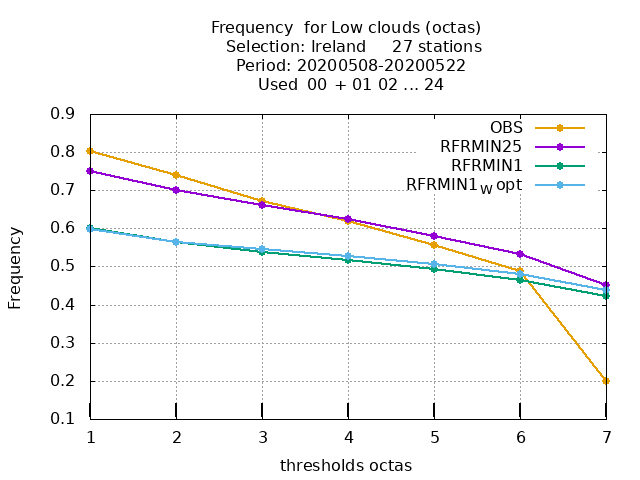 Frequency  for Low clouds (octas)
Selection: Ireland     27 stations
Period: 20200508-20200522
Used  00  + 01 02 ... 24
0.9
0.8
0.7
0.6
0.5
0.4
0.3
0.2
0.1
Frequency
OBS
RFRMIN25
RFRMIN1
RFRMIN1_W opt
1 2 3 4 5 6 7
thresholds octas